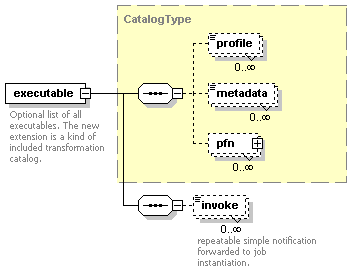 CatalogType
profile
0..∞
executable
metadata
0..∞
Optional list of all
executables. The new
extension is a kind of
included transformation
catalog.
pfn
0..∞
invoke
0..∞
repeatable simple notification
forwarded to job
instantiation.